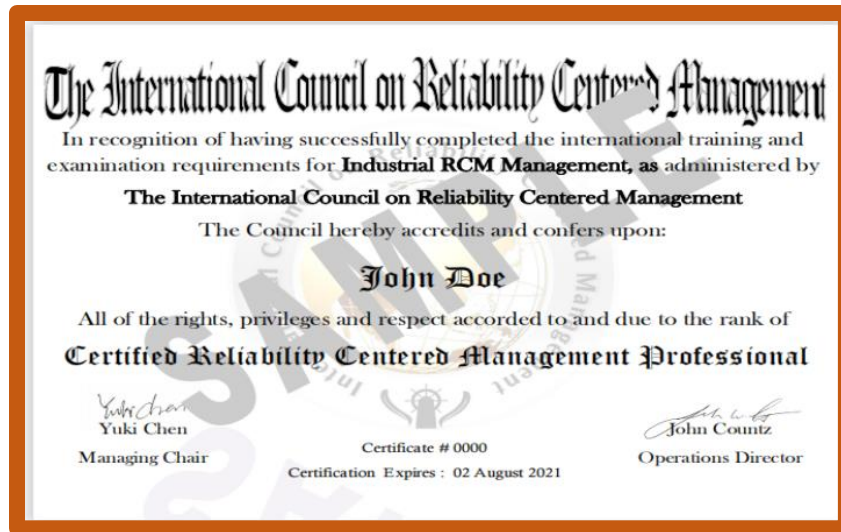 The International Council on Reliability Centered Management
In recognition of having successfully completed the international training and
examination requirements for Industrial RCM Management, as administered by
The International Council on Reliability Centered Management
The Council hereby accredits and confers upon:
John Doe
All of the rights, privileges and respect accorded to and due to the rank of
Certified Reliability Centered Management Professional
Yuki Chen
Yuki Chen
Managing Chair
John Countz
Operations Director
Certificate # 0000
Certification Expires : 02 August 2021
SAMPLE